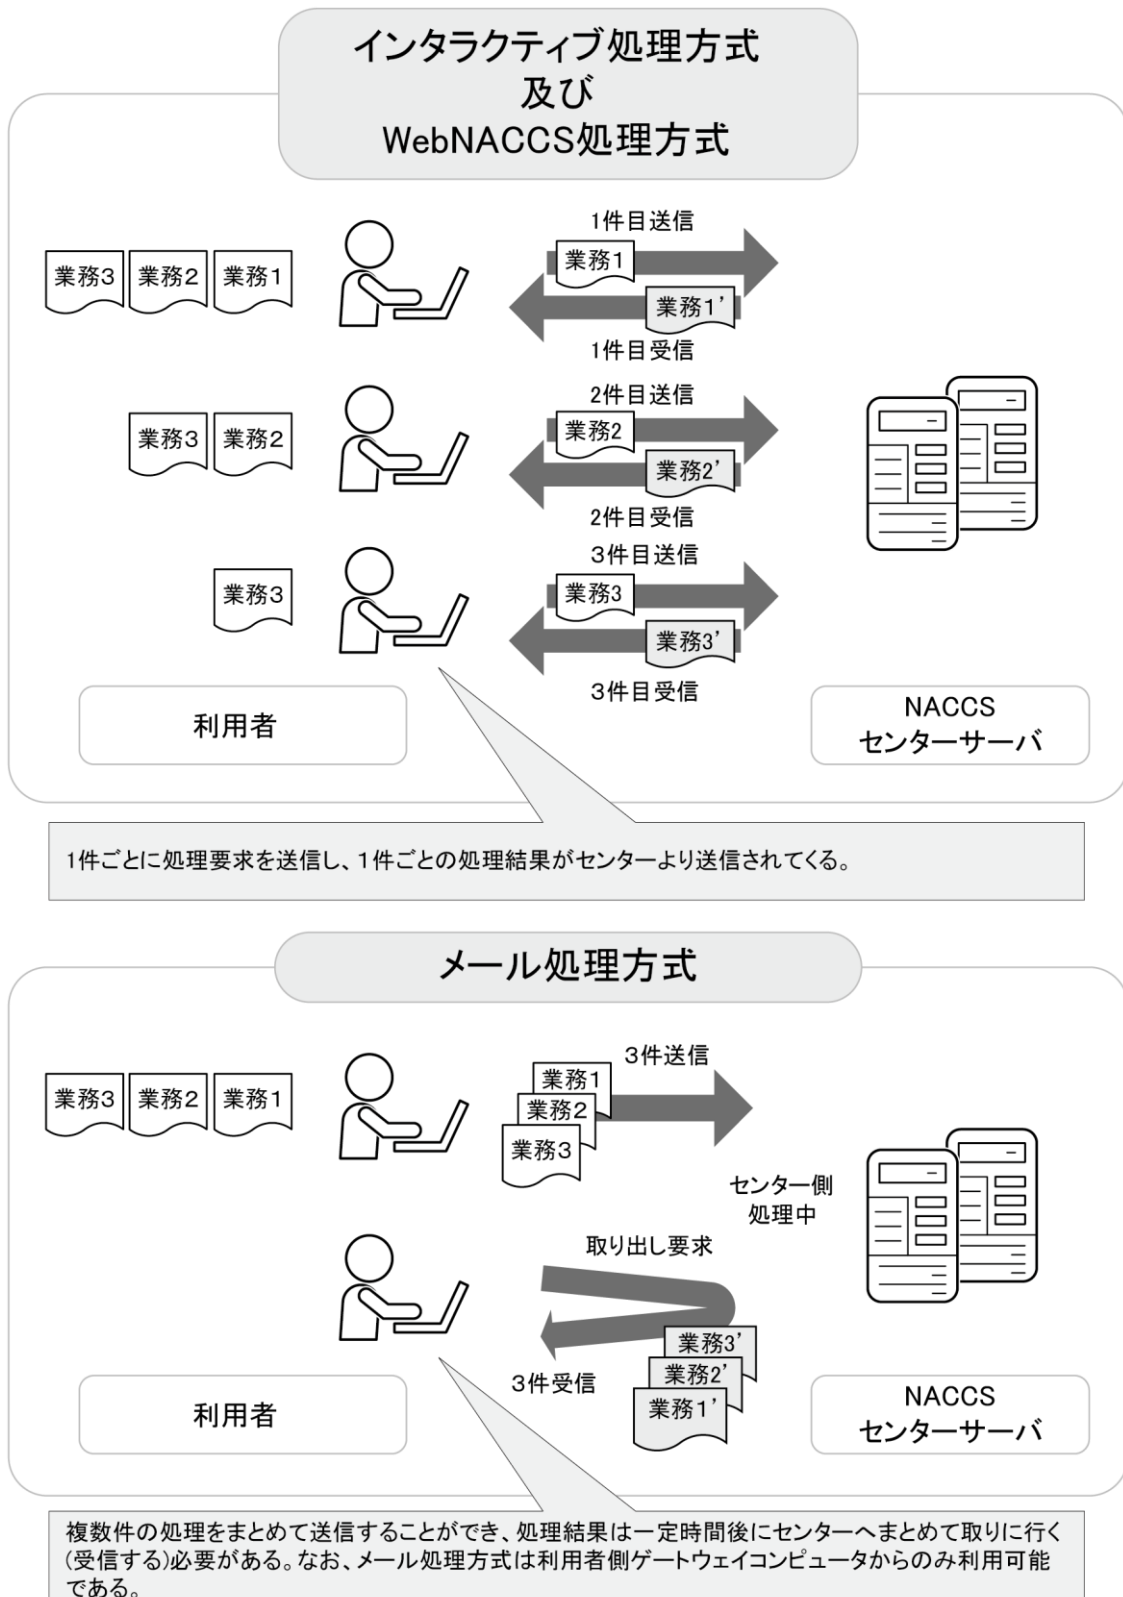 インタラクティブ処理方式
及び
WebNACCS処理方式
1件目送信
業務3 業務2 業務1
業務1
業務1’
1件目受信
2件目送信
業務3 業務2
業務2
業務2’
2件目受信
3件目送信
業務3
業務3
業務3’
3件目受信
利用者
NACCS
センターサーバ
1件ごとに処理要求を送信し、1件ごとの処理結果がセンターより送信されてくる。
メール処理方式
3件送信
業務3 業務2 業務1
業務1
業務2
業務3
センター側
処理中
取り出し要求
業務3’
業務2’
業務1’
3件受信
利用者
NACCS
センターサーバ
複数件の処理をまとめて送信することができ、処理結果は一定時間後にセンターへまとめて取りに行く
(受信する)必要がある。なお、メール処理方式は利用者側ゲートウェイコンピュータからのみ利用可能
である。